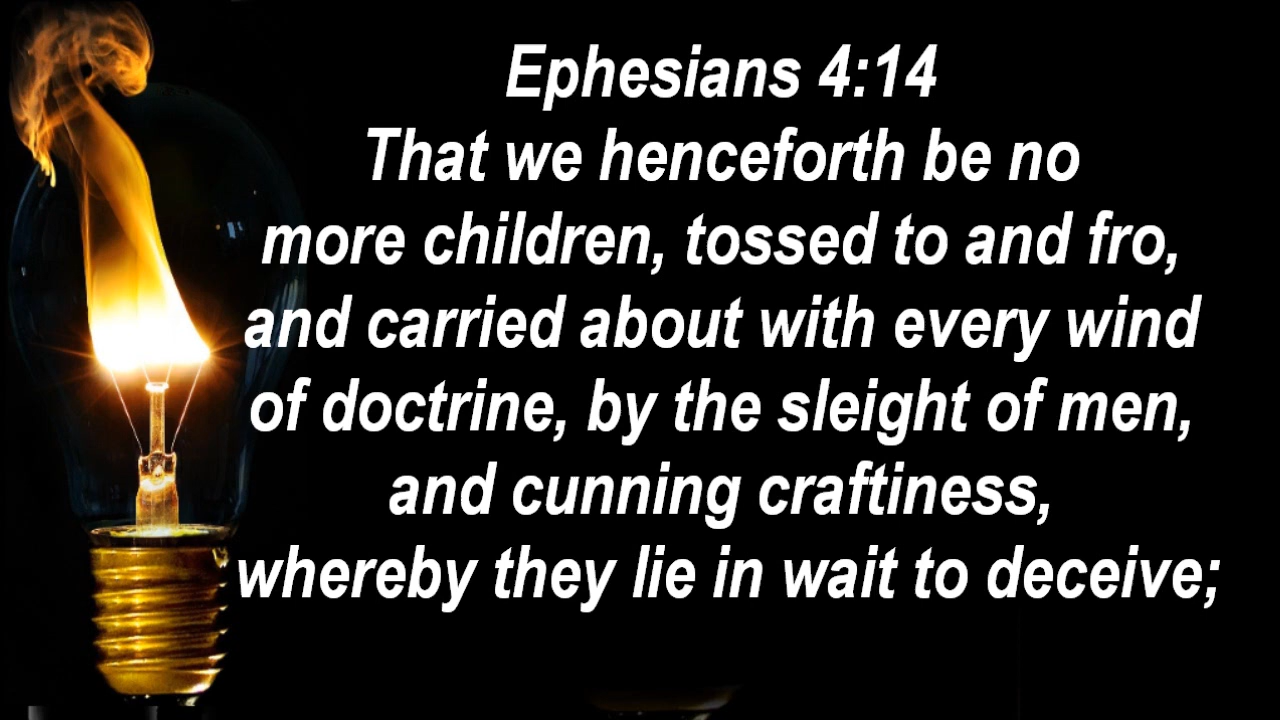 Ephesians 4:14
That we henceforth be no
more children, tossed to and fro,
and carried about with every wind
of doctrine, by the sleight of men,
and cunning craftiness,
whereby they lie in wait to deceive;